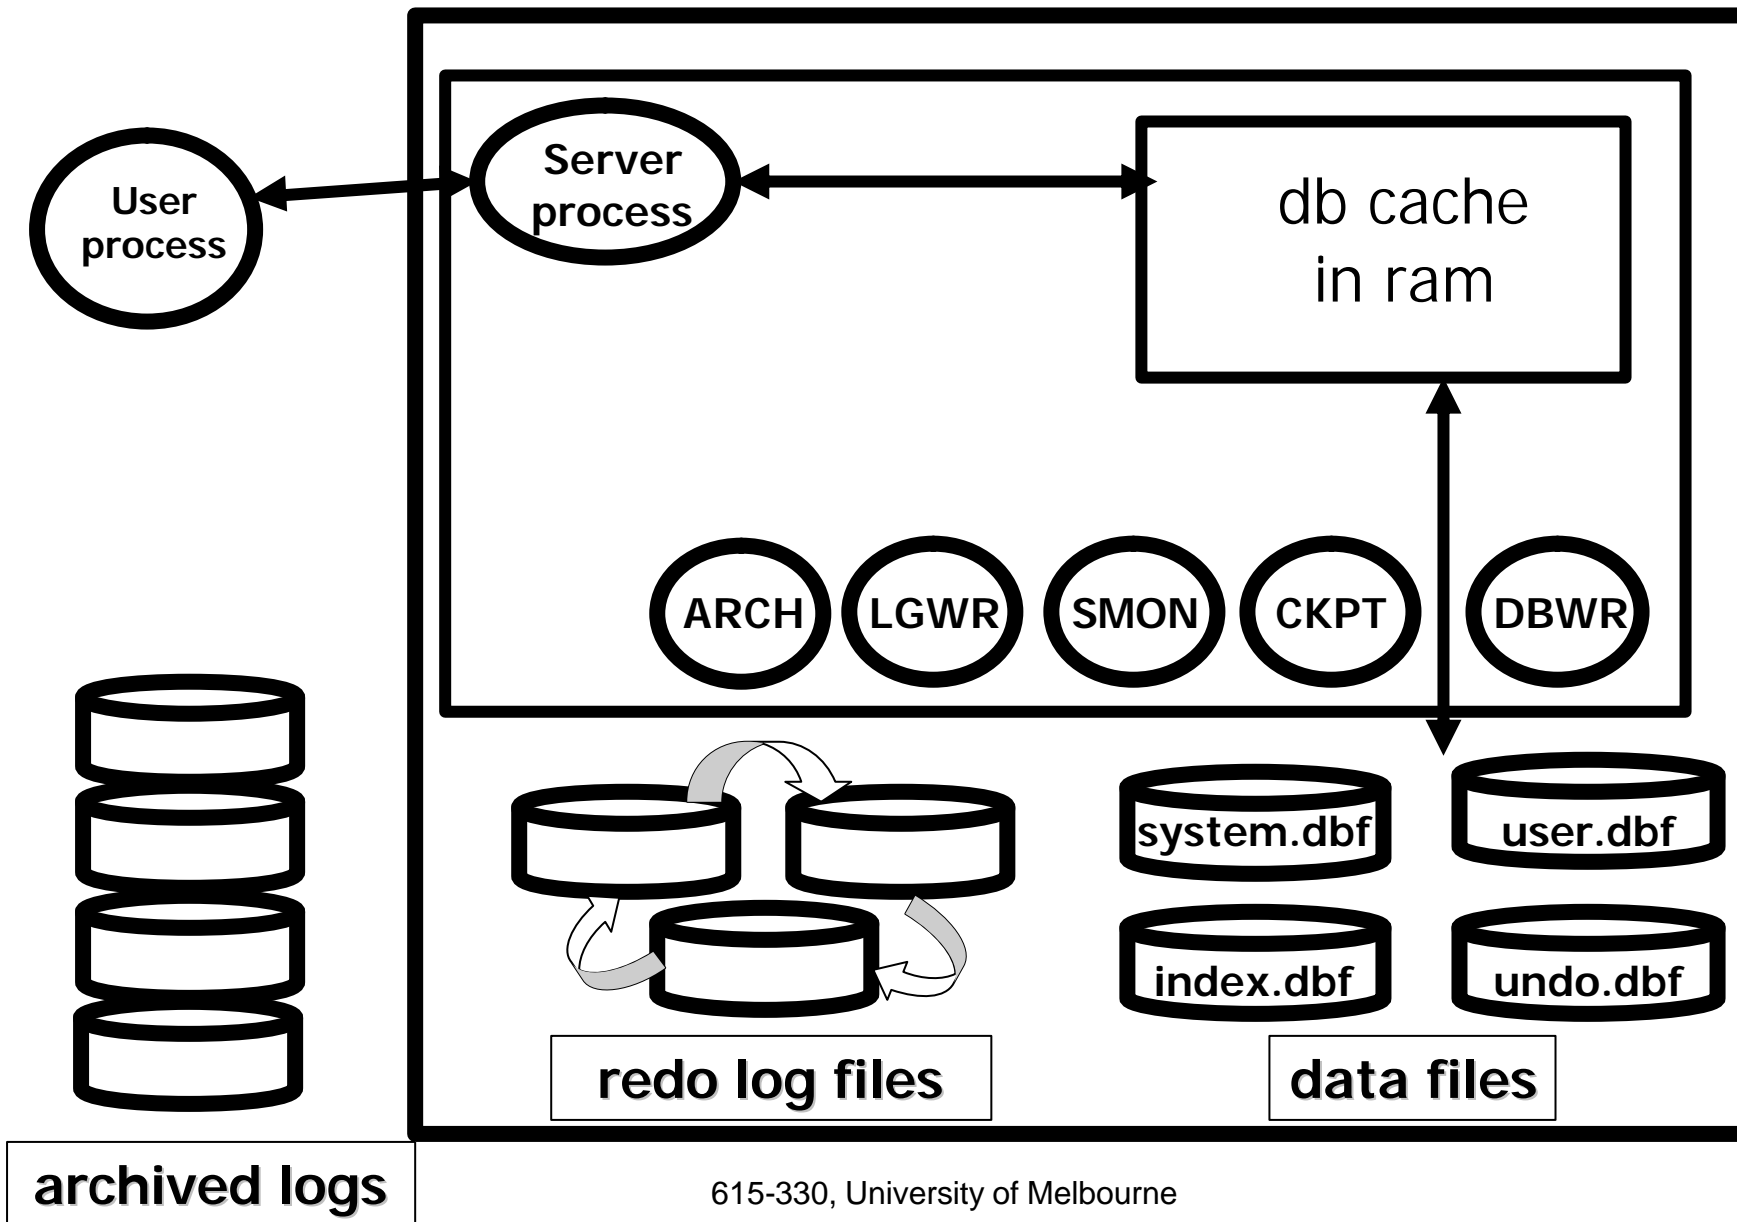 User
process
Server
process
db cache
in ram
ARCH
LGWR
SMON
CKPT
DBWR
system.dbf
user.dbf
index.dbf
undo.dbf
redo log files
data files
archived logs
615-330, University of Melbourne